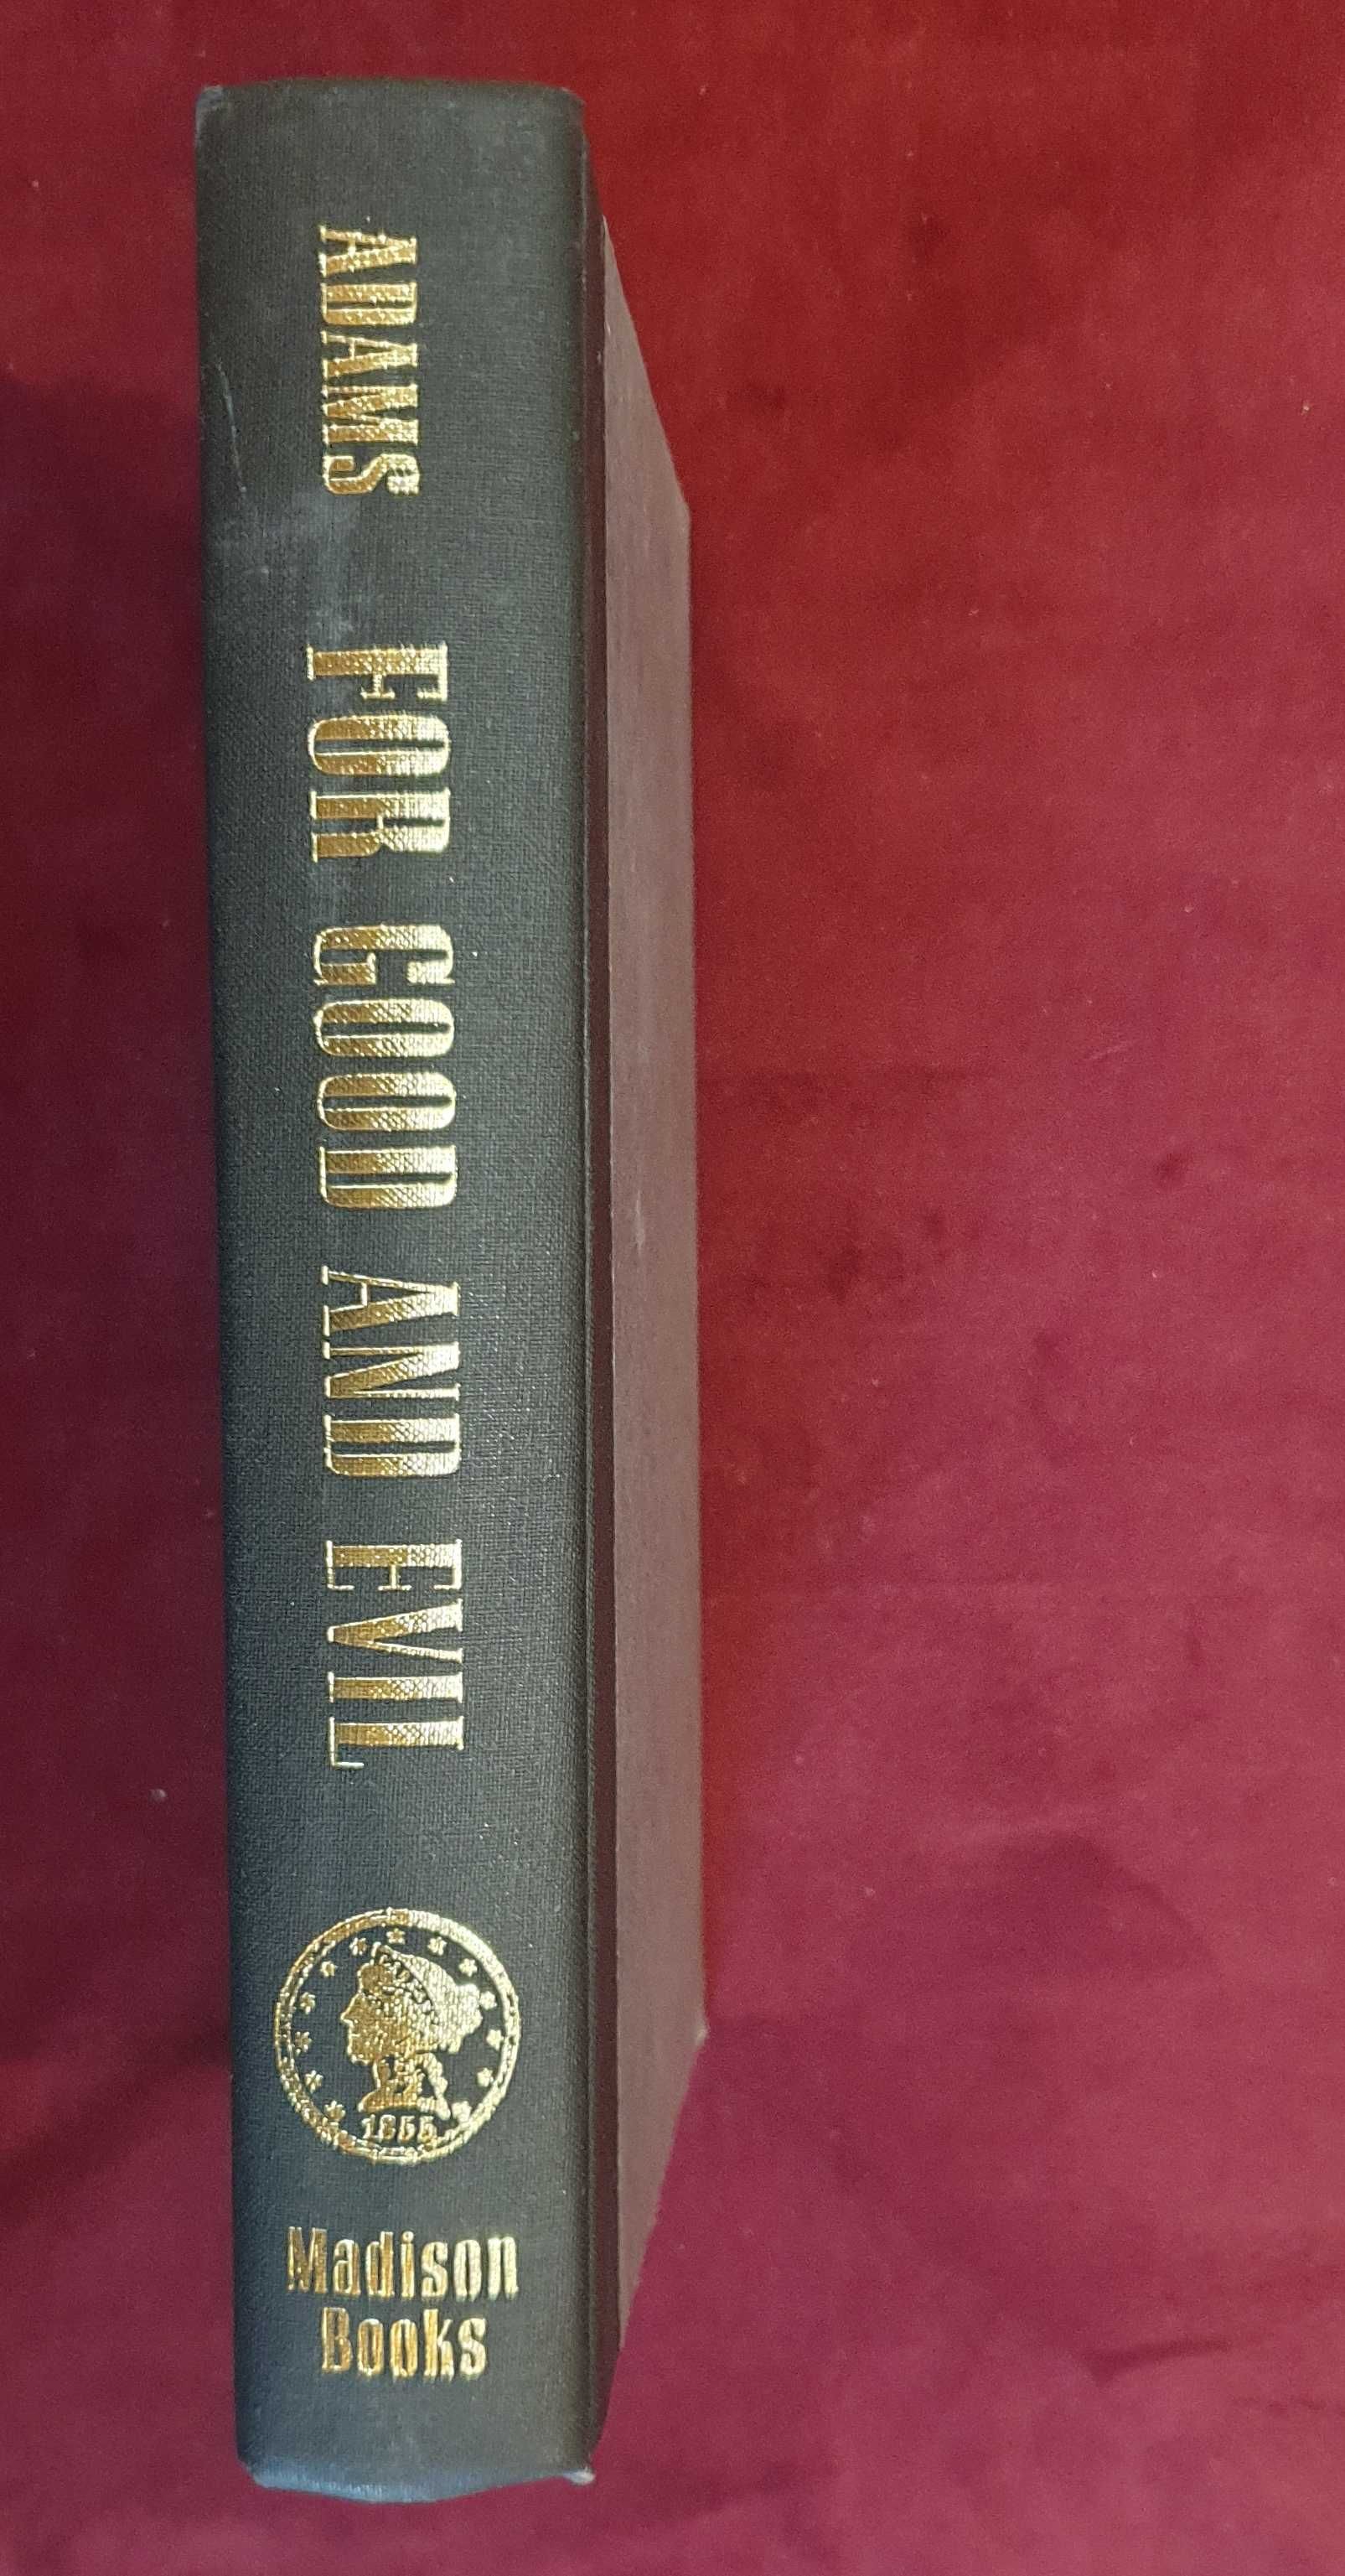 ADAMS
FOR GOOD AND EVIL
1855
Madison
Books